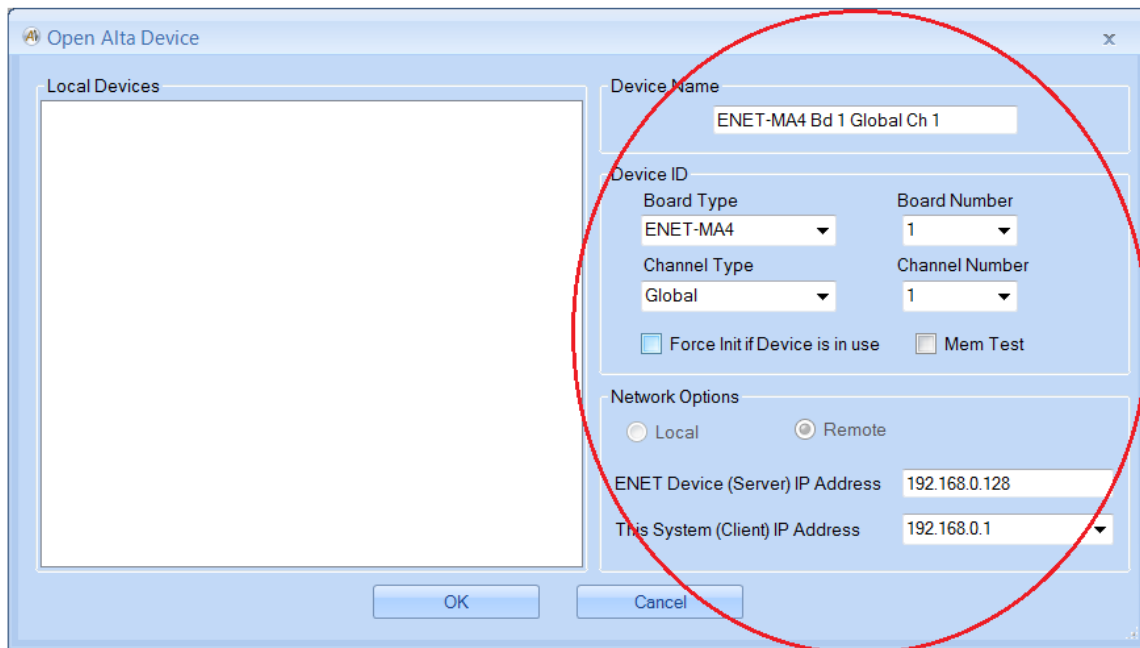 Open Alta Device
x
Local Devices
Device Name
ENET-MA4 Bd 1 Global Ch 1
Device ID
Board Type
Board Number
ENET-MA4
1
Channel Type
Channel Number
Global
1
Force Init if Device is in use
Mem Test
Network Options
Local
Remote
ENET Device (Server) IP Address
192.168.0.128
This System (Client) IP Address
192.168.0.1
OK
Cancel